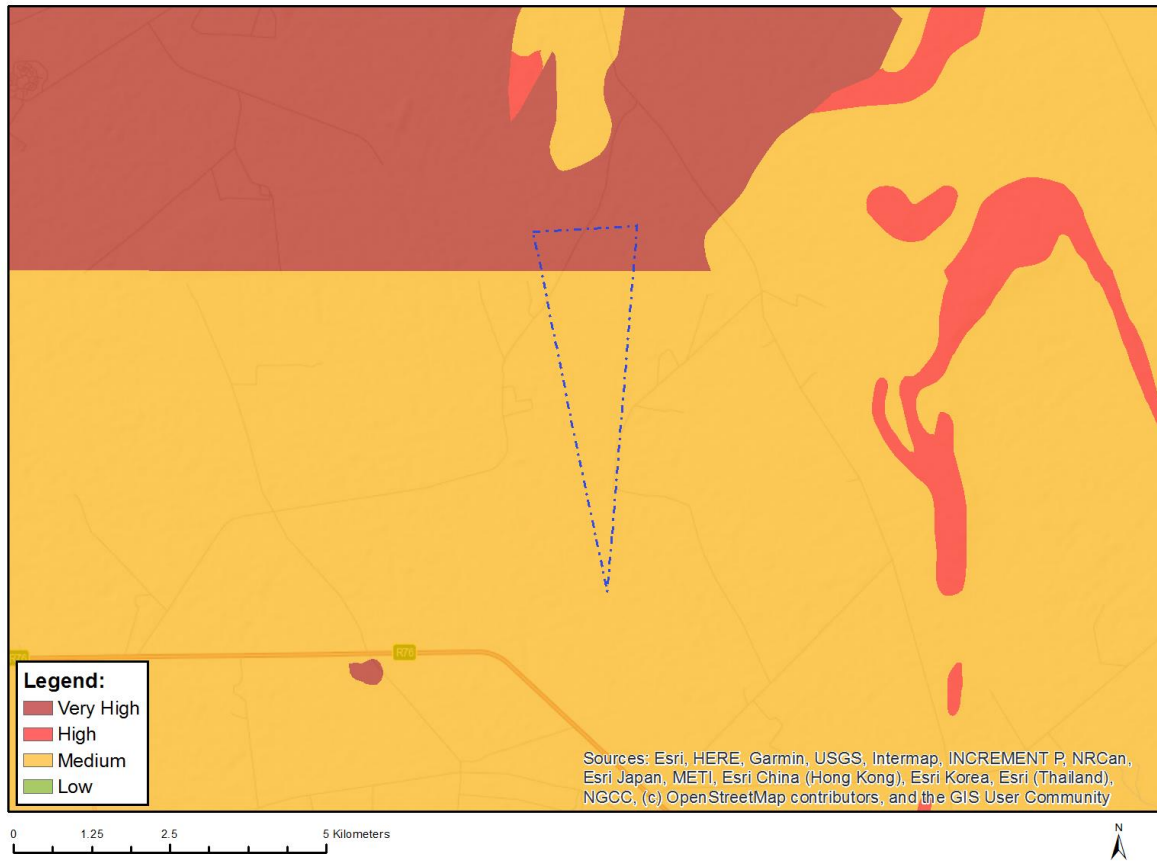 R76
R76
Legend:
Very High
High
Medium
Low
Sources: Esri, HERE, Garmin, USGS, Intermap, INCREMENT P, NRCan,
Esri Japan, METI, Esri China (Hong Kong), Esri Korea, Esri (Thailand),
NGCC, (c) OpenStreetMap contributors, and the GIS User Community
0 1.25 2.5 5 Kilometers
N